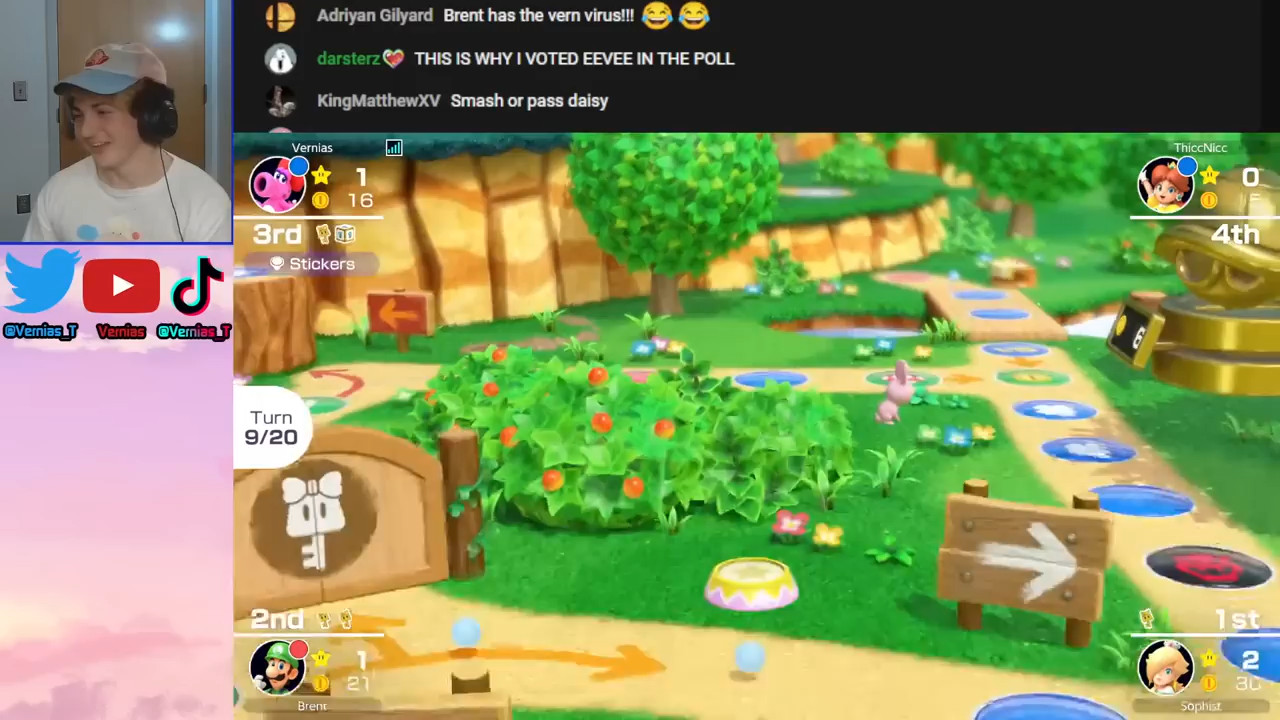 Adriyan Gilyard Brent has the vern virus!!! 😂 😂
darsterz💝 THIS IS WHY I VOTED EEVEE IN THE POLL
KingMatthewXV Smash or pass daisy
Vernias
1
16
3rd
Stickers
ThiccNicc
0
4th
6
@Vernias_T Vernias @Vernias_T
Turn
9/20
2nd
1
21
Brent
1st
2
30
Sophist